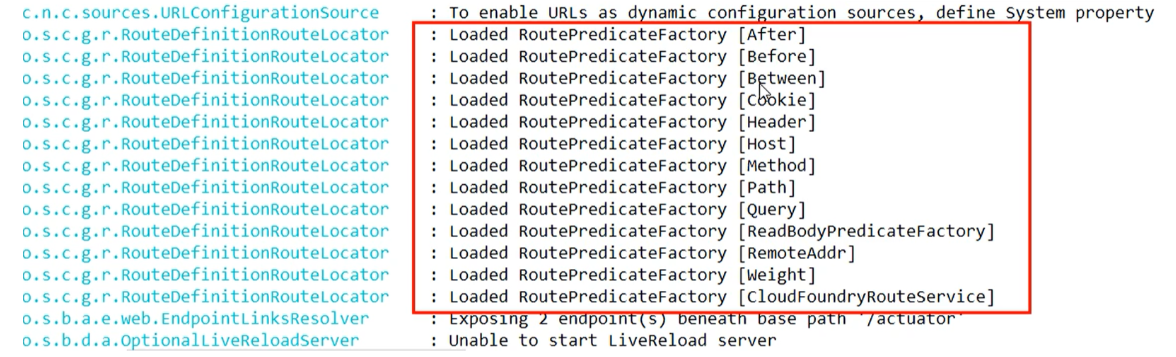 c.n.c.sources.URLConfigurationSource : To enable URLs as dynamic configuration sources, define System property
o.s.c.g.r.RouteDefinitionRouteLocator : Loaded RoutePredicateFactory [After]
o.s.c.g.r.RouteDefinitionRouteLocator : Loaded RoutePredicateFactory [Before]
o.s.c.g.r.RouteDefinitionRouteLocator : Loaded RoutePredicateFactory [Between]
o.s.c.g.r.RouteDefinitionRouteLocator : Loaded RoutePredicateFactory [Cookie]
o.s.c.g.r.RouteDefinitionRouteLocator : Loaded RoutePredicateFactory [Header]
o.s.c.g.r.RouteDefinitionRouteLocator : Loaded RoutePredicateFactory [Host]
o.s.c.g.r.RouteDefinitionRouteLocator : Loaded RoutePredicateFactory [Method]
o.s.c.g.r.RouteDefinitionRouteLocator : Loaded RoutePredicateFactory [Path]
o.s.c.g.r.RouteDefinitionRouteLocator : Loaded RoutePredicateFactory [Query]
o.s.c.g.r.RouteDefinitionRouteLocator : Loaded RoutePredicateFactory [ReadBodyPredicateFactory]
o.s.c.g.r.RouteDefinitionRouteLocator : Loaded RoutePredicateFactory [RemoteAddr]
o.s.c.g.r.RouteDefinitionRouteLocator : Loaded RoutePredicateFactory [Weight]
o.s.c.g.r.RouteDefinitionRouteLocator : Loaded RoutePredicateFactory [CloudFoundryRouteService]
o.s.b.a.e.web.EndpointLinksResolver : Exposing 2 endpoint(s) beneath base path '/actuator'
o.s.b.d.a.OptionalLiveReloadServer : Unable to start LiveReload server